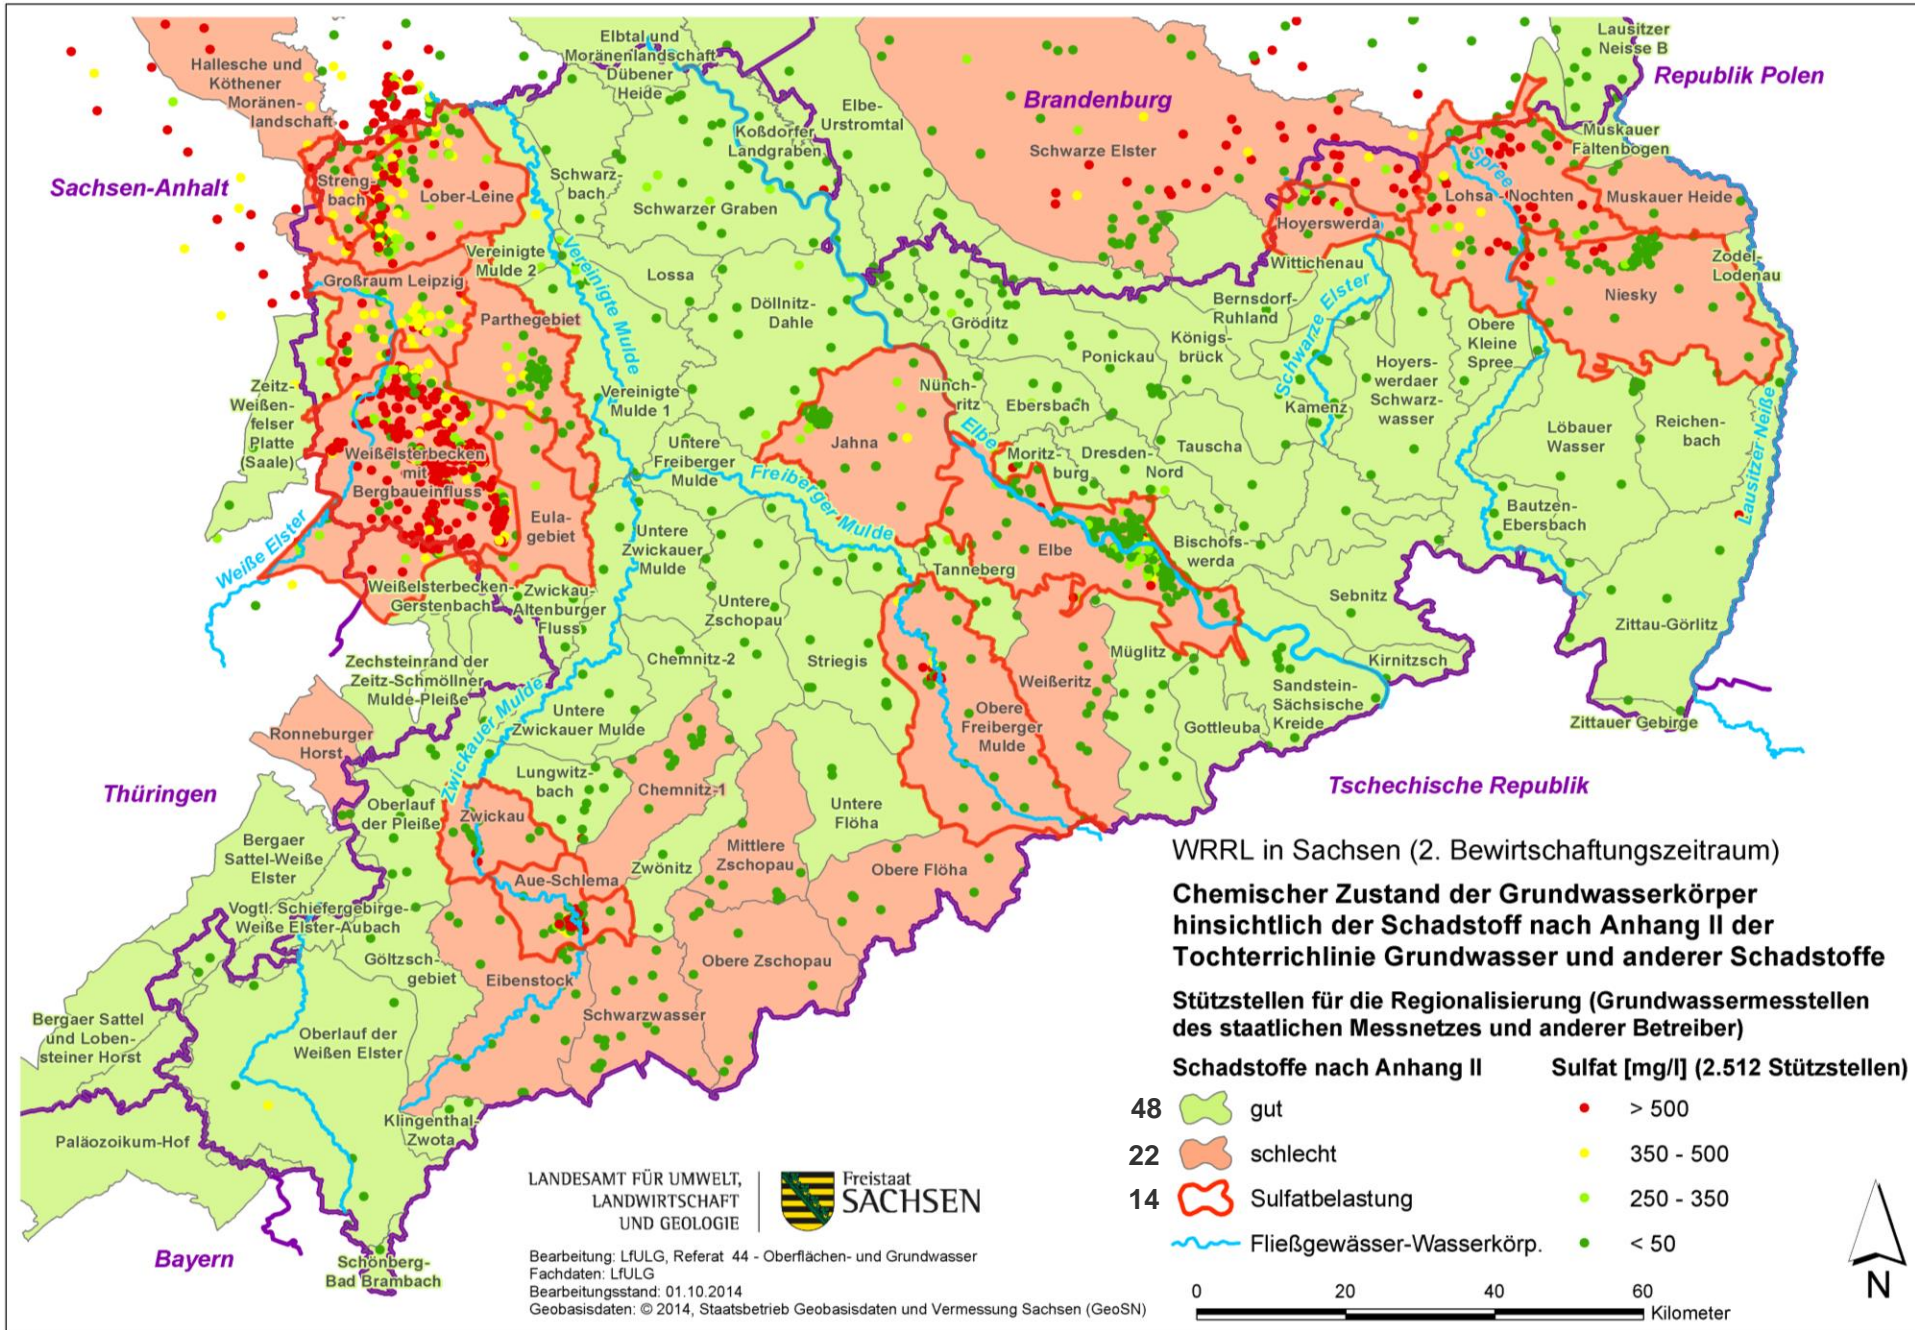 Elbtal und
Moränenlandschaft
Dübener
Heide
Lausitzer
Neisse B
Republik Polen
Hallesche und
Köthener
Moränen-
landschaft
Brandenburg
Elbe-
Urstromtal
Koßdorfer
Landgraben
Muskauer
Faltenbogen
Schwarze Elster
Spree
Sachsen-Anhalt
Streng-
bach
Lober-Leine
Schwarz-
bach
Schwarzer Graben
Lohsa
Nochten
Muskauer Heide
Hoyerswerda
Vereinigte
Mulde 2
Vereinigte Mulde
Lossa
Wittichenau
Zodel-
Lodenau
Großraum Leipzig
Parthegebiet
Döllnitz-
Dahle
Gröditz
Bernsdorf-
Ruhland
Schwarze Elster
Niesky
Königs-
brück
Ponickau
Obere
Kleine
Spree
Hoyers-
werdaer
Schwarz-
wasser
Zeitz-
Weißen-
felser
Platte
(Saale)
Vereinigte
Mulde 1
Nünch-
ritz
Ebersbach
Kamenz
Lausitzer Neiße
Reichen-
bach
Löbauer
Wasser
Untere
Freiberger
Mulde
Jahna
Elbe
Moritz-
burg
Dresden-
Nord
Tauscha
Weißelsterbecken
mit
Bergbaueinfluss
Freiberger Mulde
Eula-
gebiet
Bautzen-
Ebersbach
Weiße Elster
Untere
Zwickauer
Mulde
Elbe
Bischofs-
werda
Tanneberg
Weißelsterbecken-
Gerstenbach
Zwickau-
Altenburger
Fluss
Untere
Zschopau
Sebnitz
Zittau-Görlitz
Zechsteinrand der
Zeitz-Schmöllner
Mulde-Pleiße
Chemnitz-2
Striegis
Müglitz
Kirnitzsch
Weißeritz
Zwickauer Mulde
Untere
Zwickauer Mulde
Obere
Freiberger
Mulde
Sandstein-
Sächsische
Kreide
Gottleuba
Zittauer Gebirge
Ronneburger
Horst
Thüringen
Lungwitz-
bach
Chemnitz-1
Tschechische Republik
Oberlauf
der Pleiße
Zwickau
Untere
Flöha
Bergaer
Sattel-Weiße
Elster
Mittlere
Zschopau
Zwönitz
Obere Flöha
Aue-Schlema
Vogtl. Schiefergebirge-
Weiße Elster-Aubach
Göltzsch-
gebiet
Eibenstock
Obere Zschopau
Schwarzwasser
Bergaer Sattel
und Loben-
steiner Horst
Oberlauf der
Weißen Elster
Klingenthal-
Zwota
Paläozoikum-Hof
Bayern
Schönberg-
Bad Brambach
WRRL in Sachsen (2. Bewirtschaftungszeitraum)
Chemischer Zustand der Grundwasserkörper
hinsichtlich der Schadstoff nach Anhang II der
Tochterrichlinie Grundwasser und anderer Schadstoffe
Stützstellen für die Regionalisierung (Grundwassermesstellen
des staatlichen Messnetzes und anderer Betreiber)
Schadstoffe nach Anhang II
48 gut
22 schlecht
14 Sulfatbelastung
Fließgewässer-Wasserkörp.
Sulfat [mg/l] (2.512 Stützstellen)
> 500
350 - 500
250 - 350
< 50
0 20 40 60
Kilometer
N
LANDESAMT FÜR UMWELT,
LANDWIRTSCHAFT
UND GEOLOGIE
Freistaat
SACHSEN
Bearbeitung: LfULG, Referat 44 - Oberflächen- und Grundwasser
Fachdaten: LfULG
Bearbeitungsstand: 01.10.2014
Geobasisdaten: © 2014, Staatsbetrieb Geobasisdaten und Vermessung Sachsen (GeoSN)